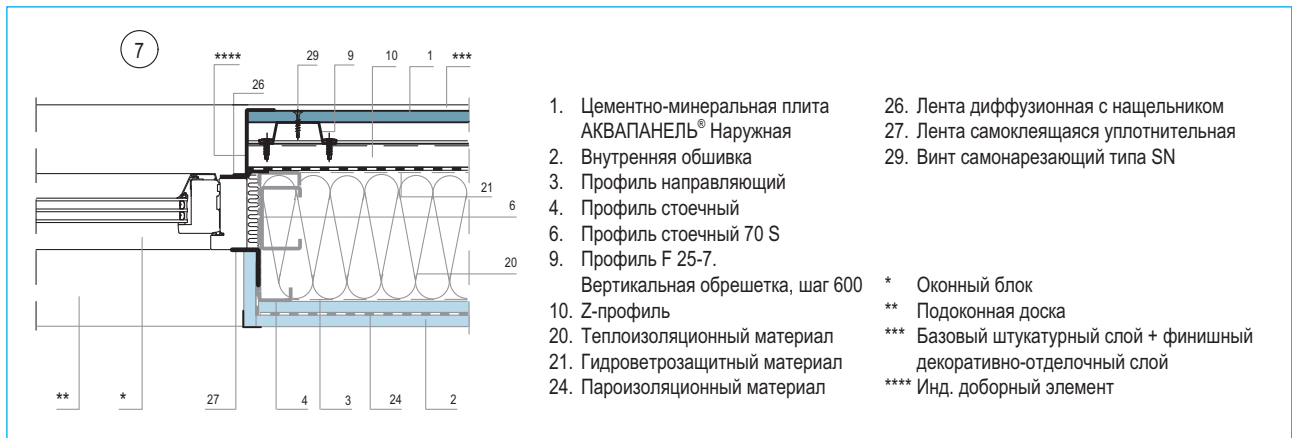 7
**** 29 9 10 1 ***
26
21
6
20
** * 27 4 3 24 2
1. Цементно-минеральная плита
АКВАПАНЕЛЬ® Наружная
2. Внутренняя обшивка
3. Профиль направляющий
4. Профиль стоечный
6. Профиль стоечный 70 S
9. Профиль F 25-7.
Вертикальная обрешетка, шаг 600
10. Z-профиль
20. Теплоизоляционный материал
21. Гидроветрозащитный материал
24. Пароизоляционный материал
26. Лента диффузионная с нащельником
27. Лента самоклеящаяся уплотнительная
29. Винт самонарезающий типа SN
* Оконный блок
** Подоконная доска
*** Базовый штукатурный слой + финишный
декоративно-отделочный слой
**** Инд. доборный элемент